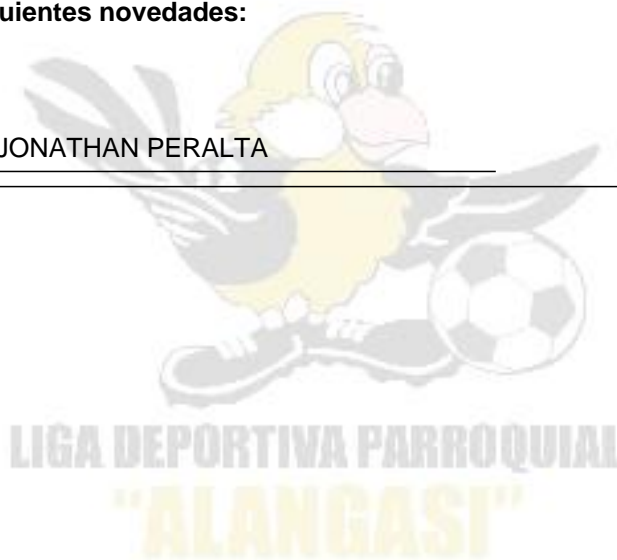 uientes novedades:
JONATHAN PERALTA
LIGA DEPORTIVA PARROQUIAL
"ALANGASI"